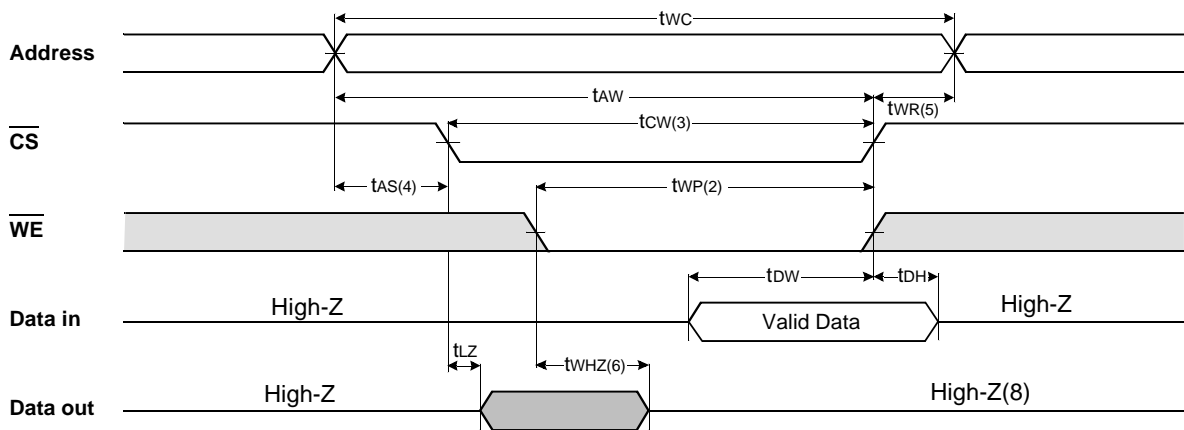 tWC
Address
tAW
tWR(5)
CS
tCW(3)
tAS(4)
tWP(2)
WE
tDW
tDH
Data in
High-Z
Valid Data
High-Z
tLZ
tWHZ(6)
Data out
High-Z
High-Z(8)